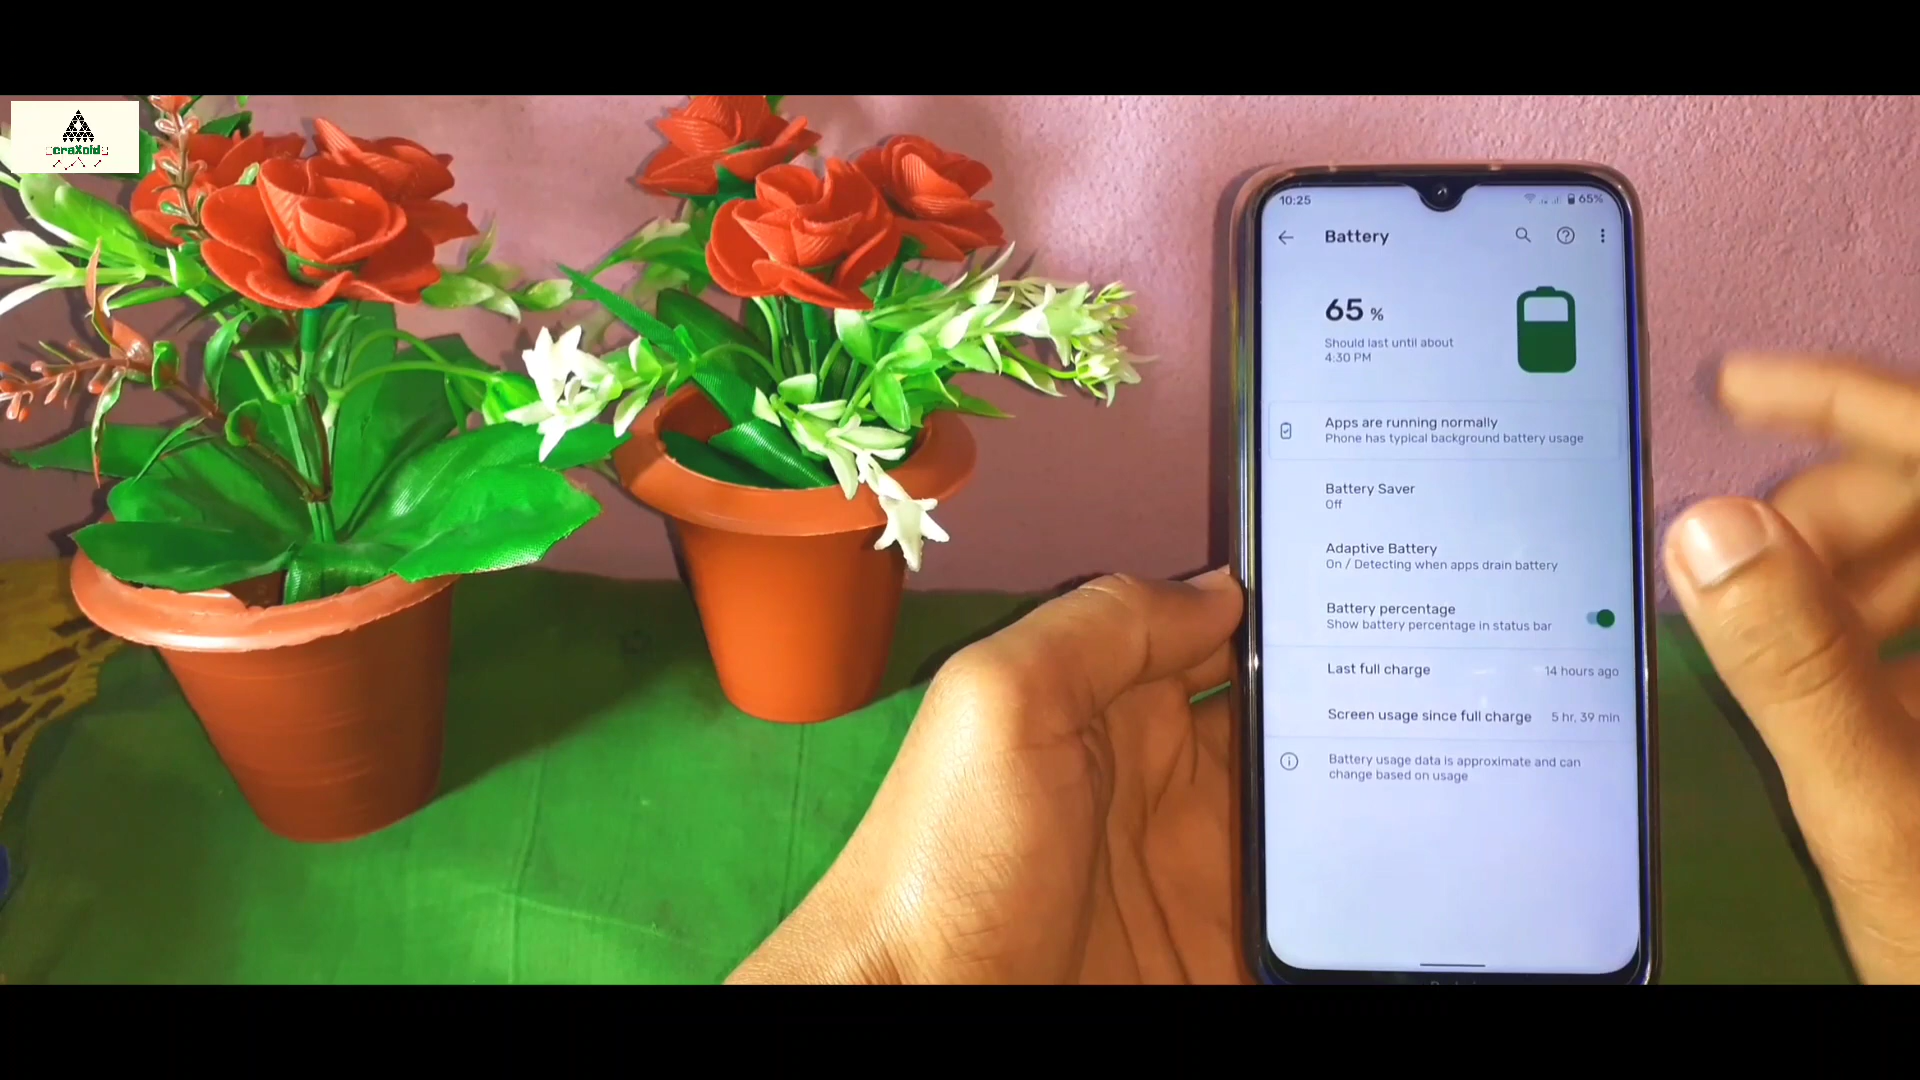 craXoid
10:25
65%
Battery
65 %
Should last until about
4:30 PM
Apps are running normally
Phone has typical background battery usage
Battery Saver
Off
Adaptive Battery
On / Detecting when apps drain battery
Battery percentage
Show battery percentage in status bar
Last full charge
14 hours ago
Screen usage since full charge
5 hr, 39 min
Battery usage data is approximate and can
change based on usage